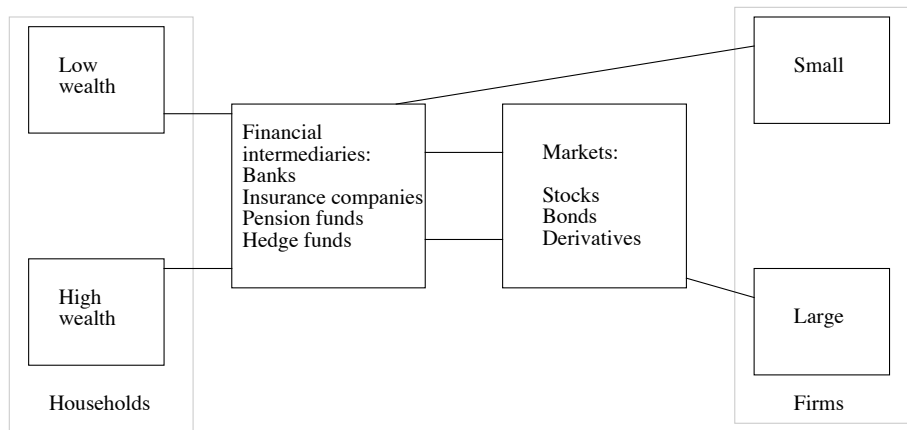 Low
wealth
High
wealth
Households
Financial
intermediaries:
Banks
Insurance companies
Pension funds
Hedge funds
Markets:
Stocks
Bonds
Derivatives
Small
Large
Firms